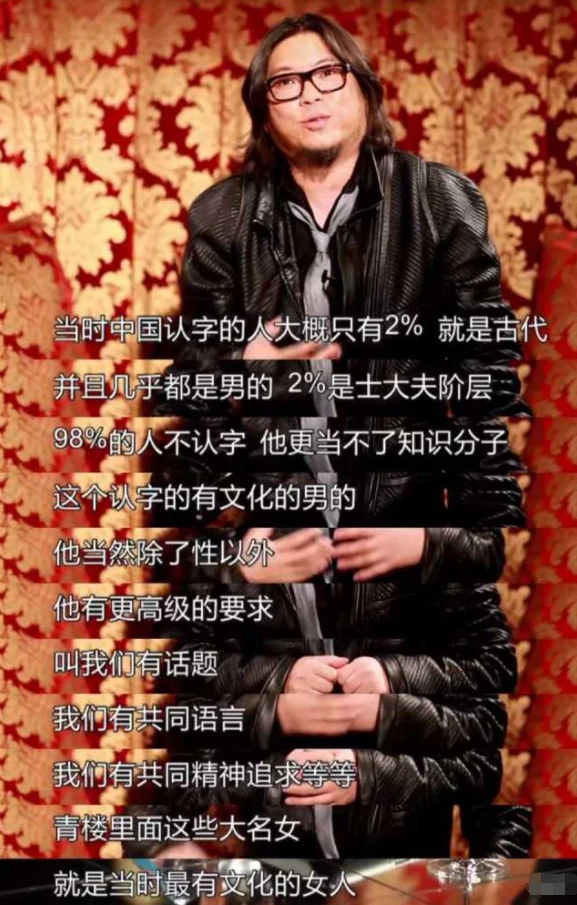 当时中国认字的人大概只有2% 就是古代
并且几乎都是男的 2%是士大夫阶层
98%的人不认字 他更当不了知识分子
这个认字的有文化的男的
他当然除了性以外
他有更高级的要求
叫我们有话题
我们有共同语言
我们有共同精神追求等等
青楼里面这些大名女
就是当时最有文化的女人